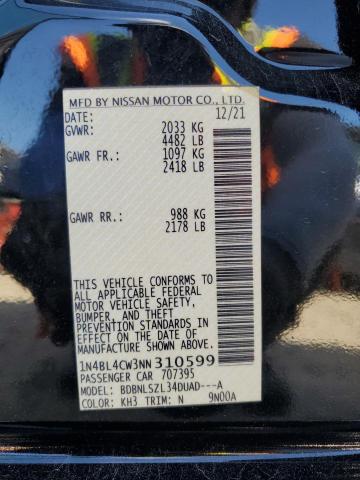 MFD BY NISSAN MOTOR CO., LTD.
DATE: 12/21
GVWR: 2033 KG
4482 LB
GAWR FR.: 1097 KG
2418 LB
GAWR RR.: 988 KG
2178 LB
THIS VEHICLE CONFORMS TO
ALL APPLICABLE FEDERAL
MOTOR VEHICLE SAFETY,
BUMPER, AND THEFT
PREVENTION STANDARDS IN
EFFECT ON THE DATE OF
MANUFACTURE SHOWN ABOVE.
1N4BL4CW3NN310599
PASSENGER CAR 707395
MODEL: BDBNLSZL34DUAD---A
COLOR: KH3 TRIM: N 9N00A